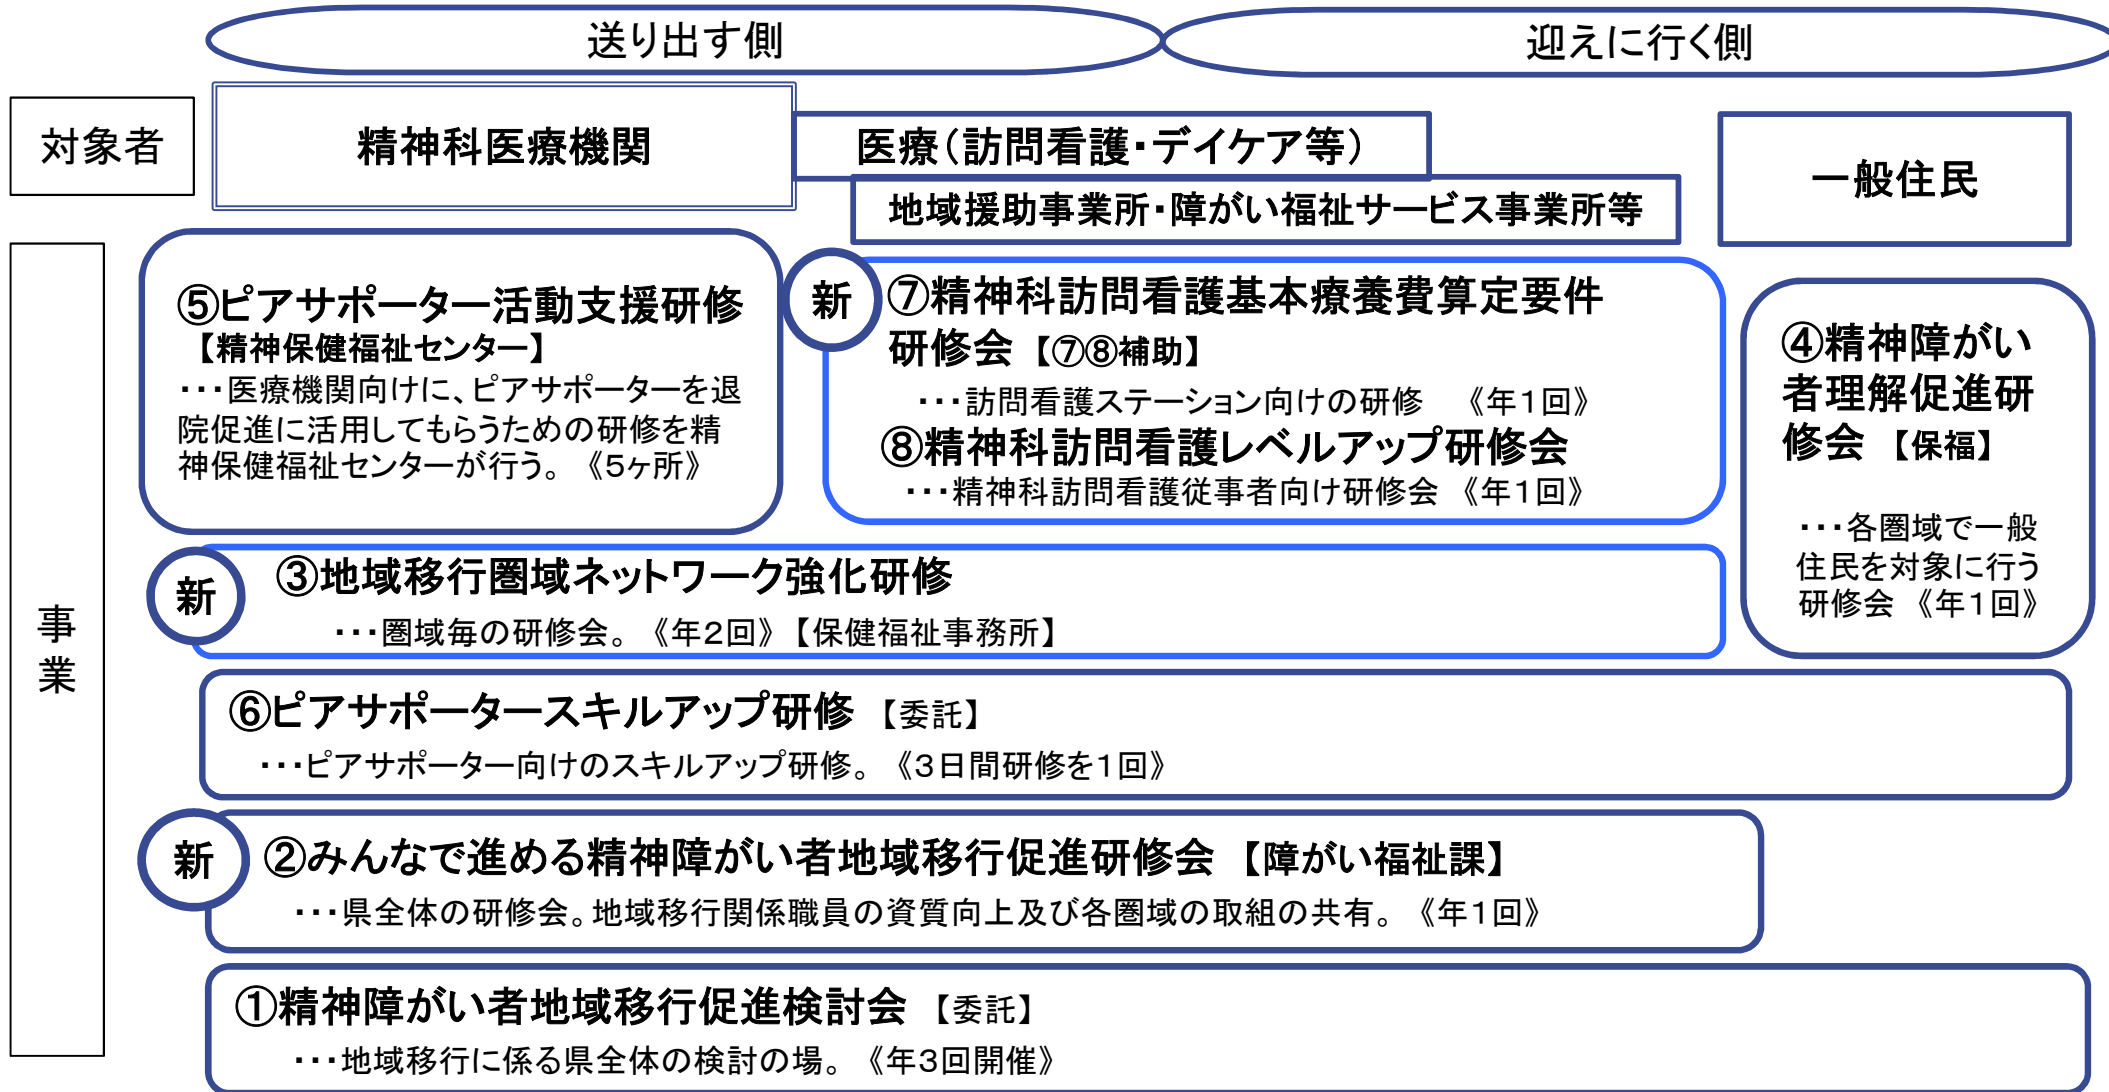 送り出す側
迎えに行く側
対象者
精神科医療機関
医療（訪問看護・デイケア等）
地域援助事業所・障がい福祉サービス事業所等
一般住民
事業
⑤ピアサポーター活動支援研修
【精神保健福祉センター】
・・・医療機関向けに、ピアサポーターを退
院促進に活用してもらうための研修を精
神保健福祉センターが行う。 《5ヶ所》
新
⑦精神科訪問看護基本療養費算定要件
研修会 【⑦⑧補助】
・・・訪問看護ステーション向けの研修 《年1回》
⑧精神科訪問看護レベルアップ研修会
・・・精神科訪問看護従事者向け研修会 《年1回》
④精神障がい
者理解促進研
修会 【保福】
・・・各圏域で一般
住民を対象に行う
研修会 《年1回》
新
③地域移行圏域ネットワーク強化研修
・・・圏域毎の研修会。 《年2回》【保健福祉事務所】
⑥ピアサポータースキルアップ研修 【委託】
・・・ピアサポーター向けのスキルアップ研修。 《3日間研修を1回》
新
②みんなで進める精神障がい者地域移行促進研修会 【障がい福祉課】
・・・県全体の研修会。地域移行関係職員の資質向上及び各圏域の取組の共有。 《年1回》
①精神障がい者地域移行促進検討会 【委託】
・・・地域移行に係る県全体の検討の場。 《年3回開催》